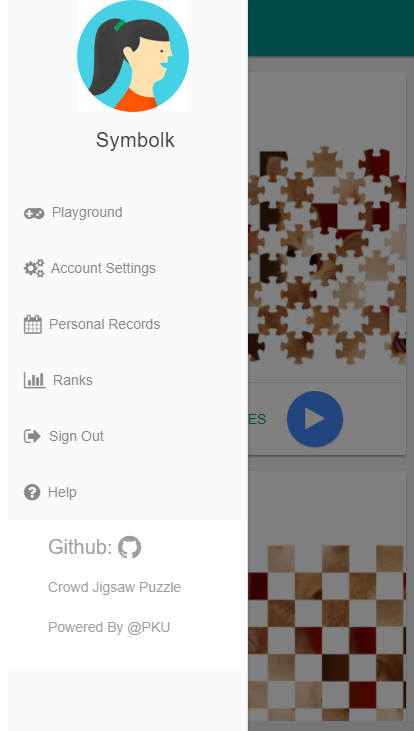 Symbolk
Playground
Account Settings
Personal Records
Ranks
ES
Sign Out
Help
Github:
Crowd Jigsaw Puzzle
Powered By @PKU